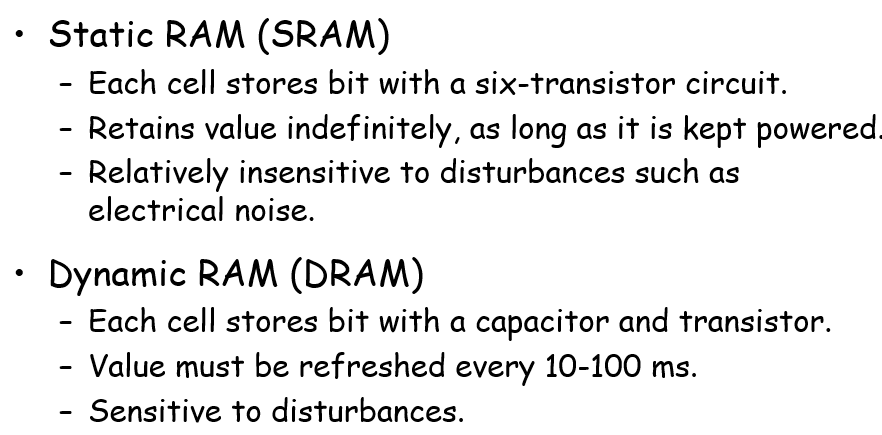 • Static RAM (SRAM)
– Each cell stores bit with a six-transistor circuit.
– Retains value indefinitely, as long as it is kept powered.
– Relatively insensitive to disturbances such as
electrical noise.
• Dynamic RAM (DRAM)
– Each cell stores bit with a capacitor and transistor.
– Value must be refreshed every 10-100 ms.
– Sensitive to disturbances.